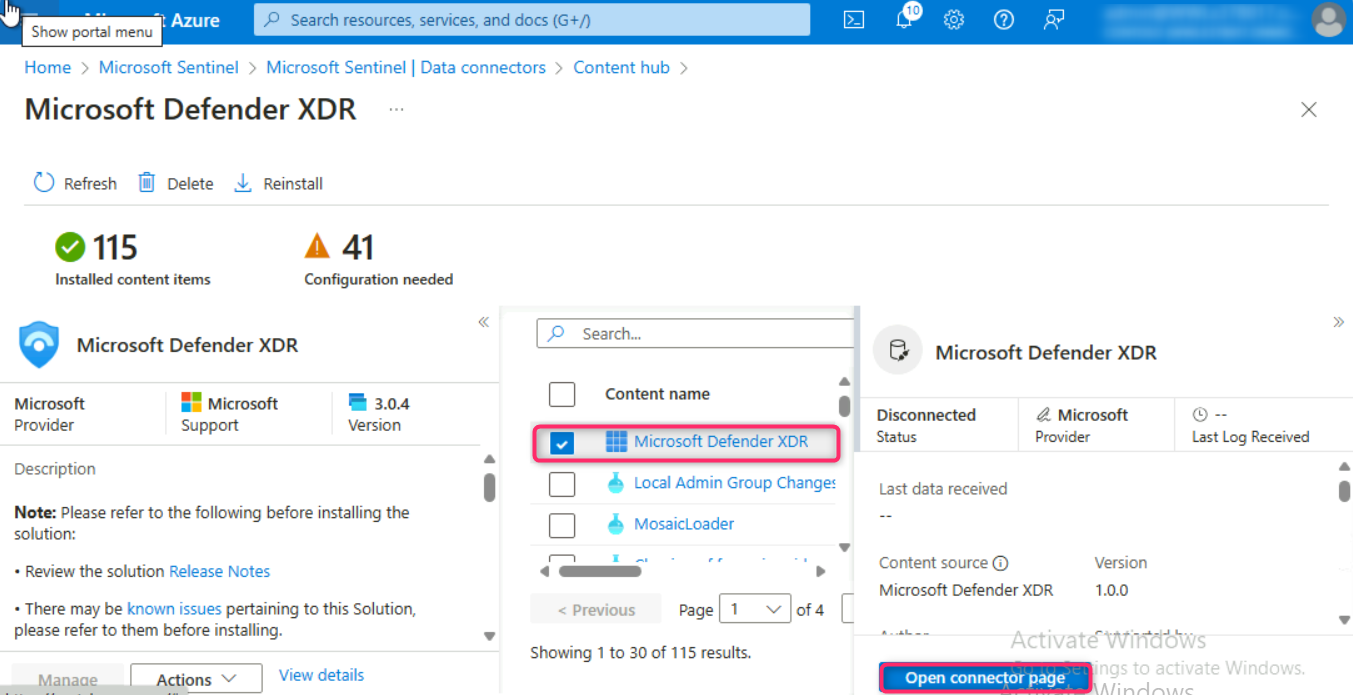 Microsoft Azure
Search resources, services, and docs (G+/)
10
Show portal menu
Home > Microsoft Sentinel > Microsoft Sentinel | Data connectors > Content hub >
Microsoft Defender XDR ...
Refresh Delete Reinstall
115
Installed content items
41
Configuration needed
«
Microsoft Defender XDR
Microsoft
Provider
Microsoft
Support
3.0.4
Version
Description
Note: Please refer to the following before installing the
solution:
• Review the solution Release Notes
• There may be known issues pertaining to this Solution,
please refer to them before installing.
Manage
Actions
View details
Search...
Content name
Microsoft Defender XDR
Local Admin Group Changes
MosaicLoader
< Previous
Page 1 of 4
Showing 1 to 30 of 115 results.
»
Microsoft Defender XDR
Disconnected
Status
Microsoft
Provider
--
Last Log Received
Last data received
--
Content source
Microsoft Defender XDR
Version
1.0.0
Activate Windows
Go to Settings to activate Windows.
Open connector page
Activate Windows